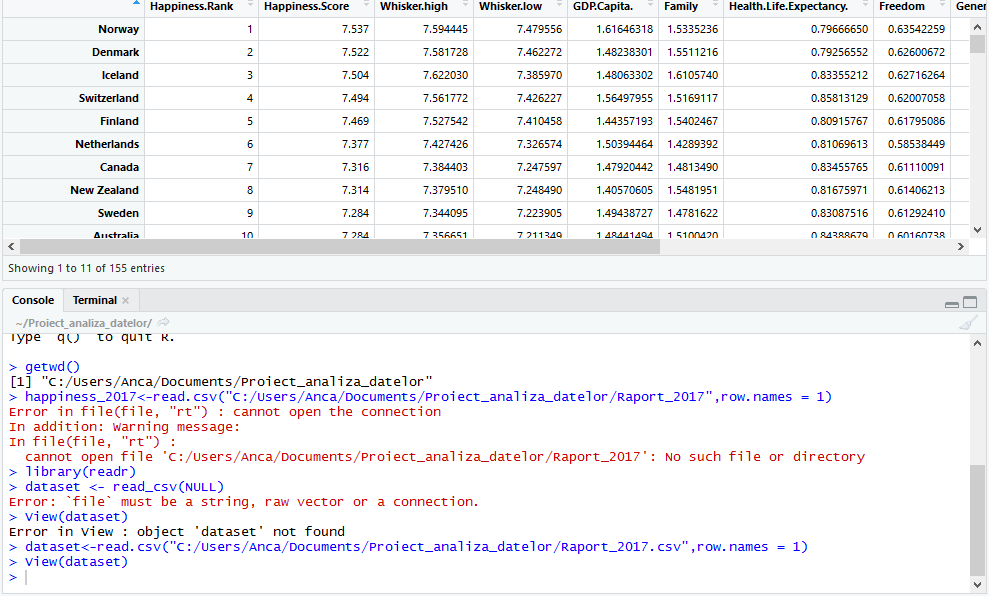 Happiness.Rank Happiness.Score Whisker.high Whisker.low GDP.Capita. Family Health.Life.Expectancy. Freedom Gener
Norway 1 7.537 7.594445 7.479556 1.61646318 1.5335236 0.79666650 0.63542259
Denmark 2 7.522 7.581728 7.462272 1.48238301 1.5511216 0.79256552 0.62600672
Iceland 3 7.504 7.622030 7.385970 1.48063302 1.6105740 0.83355212 0.62716264
Switzerland 4 7.494 7.561772 7.426227 1.56497955 1.5169117 0.85813129 0.62007058
Finland 5 7.469 7.527542 7.410458 1.44357193 1.5402467 0.80915767 0.61795086
Netherlands 6 7.377 7.427426 7.326574 1.50394464 1.4289392 0.81069613 0.58538449
Canada 7 7.316 7.384403 7.247597 1.47920442 1.4813490 0.83455765 0.61110091
New Zealand 8 7.314 7.379510 7.248490 1.40570605 1.5481951 0.81675971 0.61406213
Sweden 9 7.284 7.344095 7.223905 1.49438727 1.4781622 0.83087516 0.61292410
Australia 10 7.284 7.356651 7.211349 1.48441494 1.5100420 0.84388679 0.60160738
Showing 1 to 11 of 155 entries
Console Terminal
~/Proiect_analiza_datelor/
Type 'q()' to quit R.
> getwd()
[1] "C:/Users/Anca/Documents/Proiect_analiza_datelor"
> happiness_2017<-read.csv("C:/Users/Anca/Documents/Proiect_analiza_datelor/Raport_2017",row.names = 1)
Error in file(file, "rt") : cannot open the connection
In addition: Warning message:
In file(file, "rt") :
cannot open file 'C:/Users/Anca/Documents/Proiect_analiza_datelor/Raport_2017': No such file or directory
> library(readr)
> dataset <- read_csv(NULL)
Error: `file` must be a string, raw vector or a connection.
> View(dataset)
Error in View : object 'dataset' not found
> dataset<-read.csv("C:/Users/Anca/Documents/Proiect_analiza_datelor/Raport_2017.csv",row.names = 1)
> View(dataset)
>